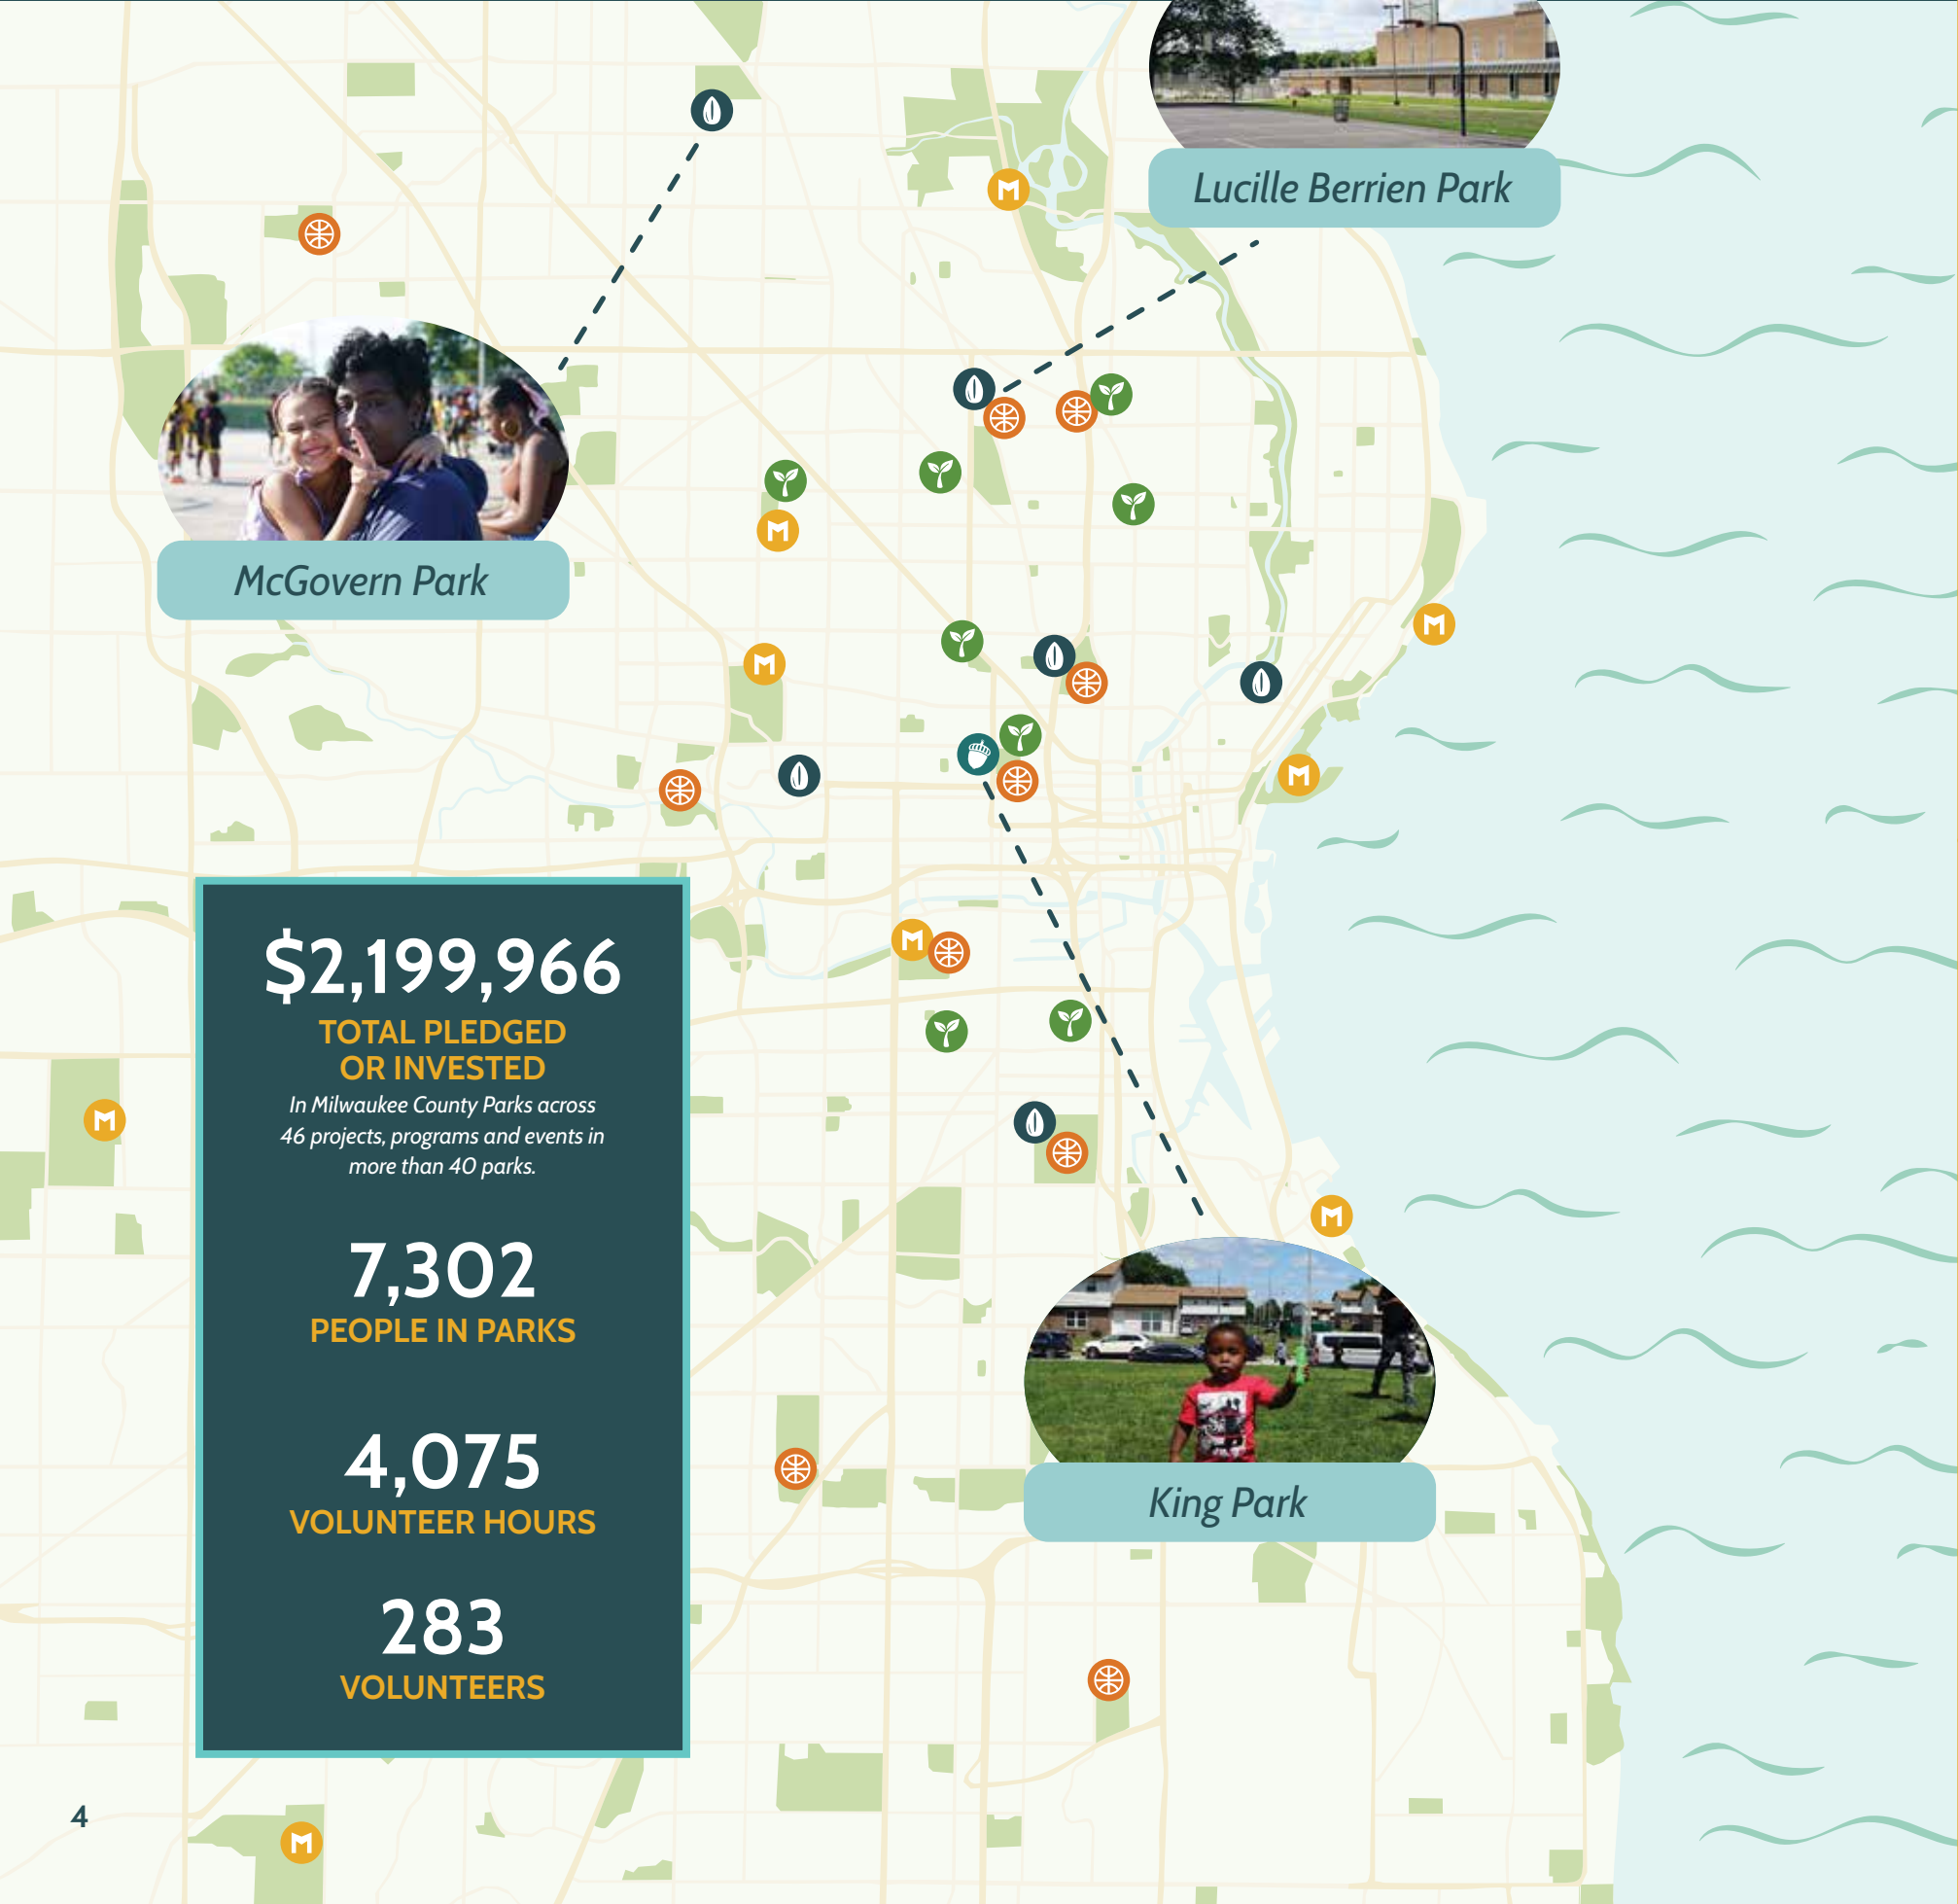 Lucille Berrien Park
McGovern Park
M
M
M
M
M
M
M
M
M
$2,199,966
TOTAL PLEDGED
OR INVESTED
In Milwaukee County Parks across
46 projects, programs and events in
more than 40 parks.
7,302
PEOPLE IN PARKS
4,075
VOLUNTEER HOURS
283
VOLUNTEERS
King Park
4